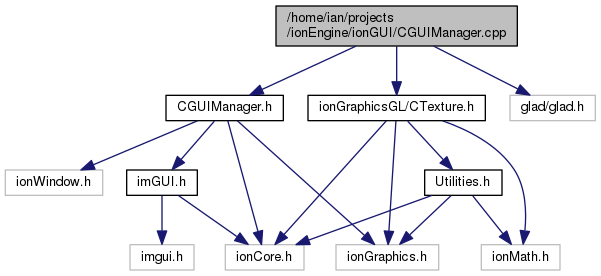 /home/ian/projects
/ionEngine/ionGUI/CGUIManager.cpp
CGUIManager.h
ionGraphicsGL/CTexture.h
glad/glad.h
ionWindow.h
imGUI.h
Utilities.h
imgui.h
ionCore.h
ionGraphics.h
ionMath.h